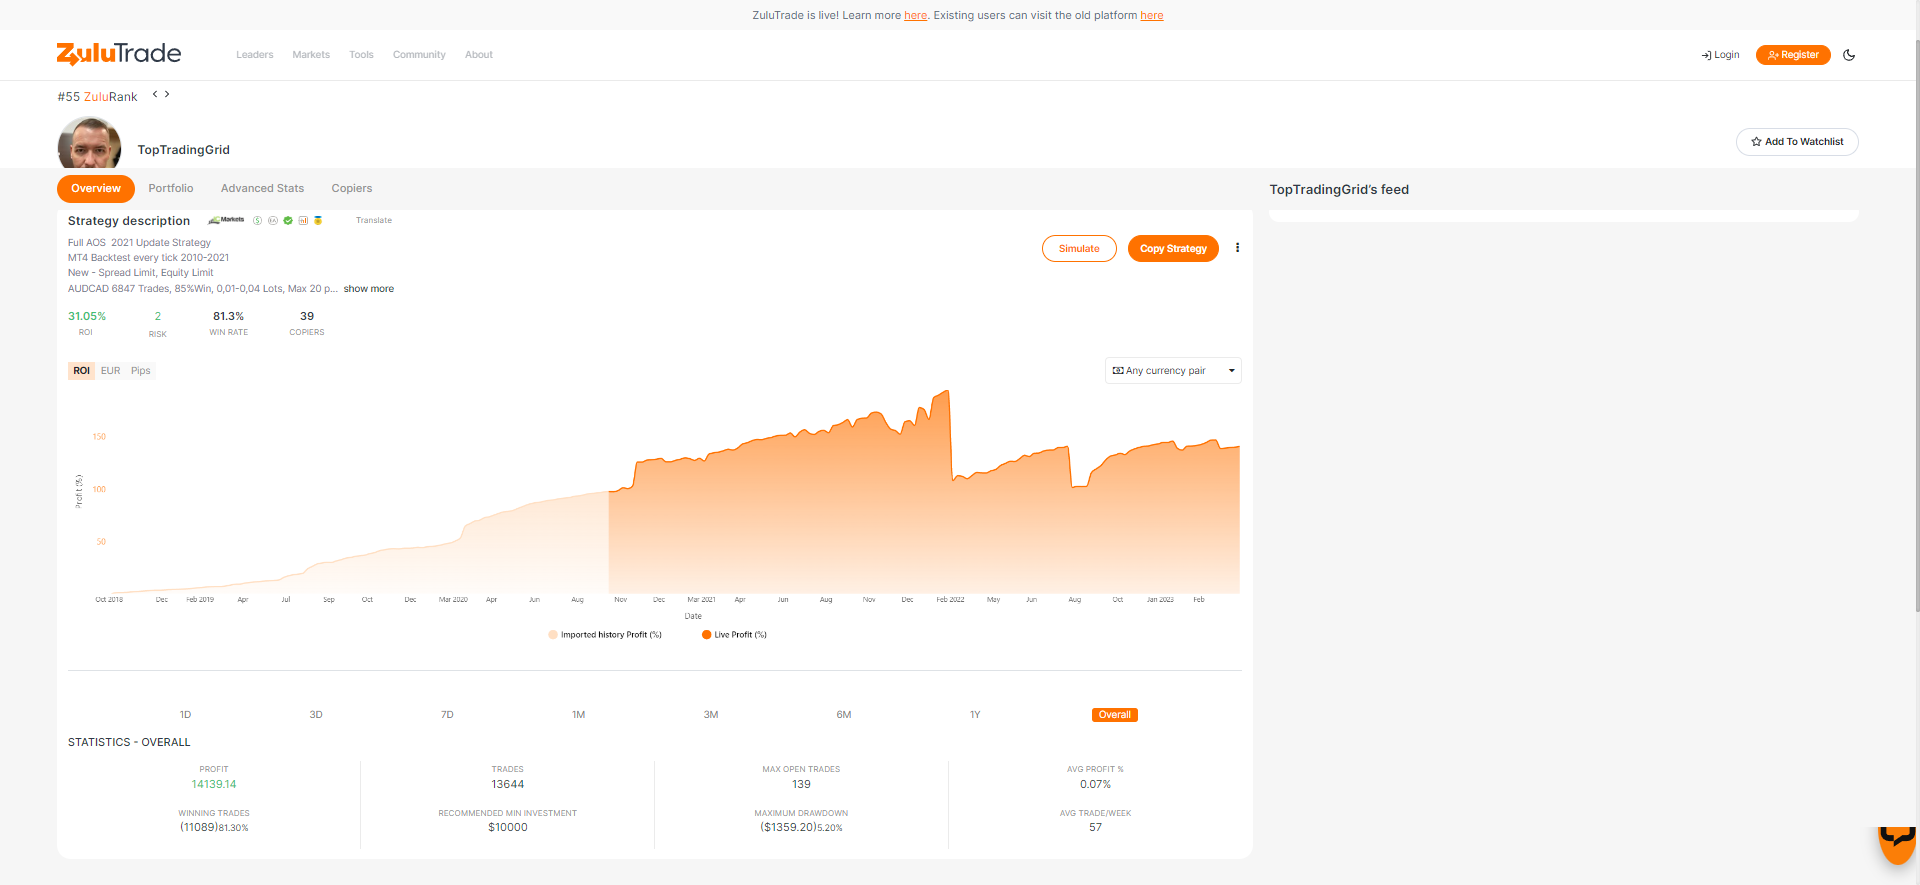 ZuluTrade is live! Learn more here. Existing users can visit the old platform here
ZuluTrade
Leaders Markets Tools Community About
Login
Register
#55 ZuluRank
TopTradingGrid
Add To Watchlist
Overview Portfolio Advanced Stats Copiers
TopTradingGrid's feed
Strategy description Markets Translate
Full AOS 2021 Update Strategy
MT4 Backtest every tick 2010-2021
New - Spread Limit, Equity Limit
AUDCAD 6847 Trades, 85%Win, 0,01-0,04 Lots, Max 20 p... show more
Simulate
Copy Strategy
31.05% 2 81.3% 39
ROI RISK WIN RATE COPIERS
ROI EUR Pips
Any currency pair
150
100
50
Profit (%)
Oct 2018 Dec Feb 2019 Apr Jul Sep Oct Dec Mar 2020 Apr Jun Aug Nov Dec Mar 2021 Apr Jun Aug Nov Dec Feb 2022 May Jun Aug Oct Jan 2023 Feb
Date
Imported history Profit (%) Live Profit (%)
1D 3D 7D 1M 3M 6M 1Y Overall
STATISTICS - OVERALL
PROFIT TRADES MAX OPEN TRADES AVG PROFIT %
14139.14 13644 139 0.07%
WINNING TRADES RECOMMENDED MIN INVESTMENT MAXIMUM DRAWDOWN AVG TRADE/WEEK
(11089)81.30% $10000 ($1359.20)5.20% 57